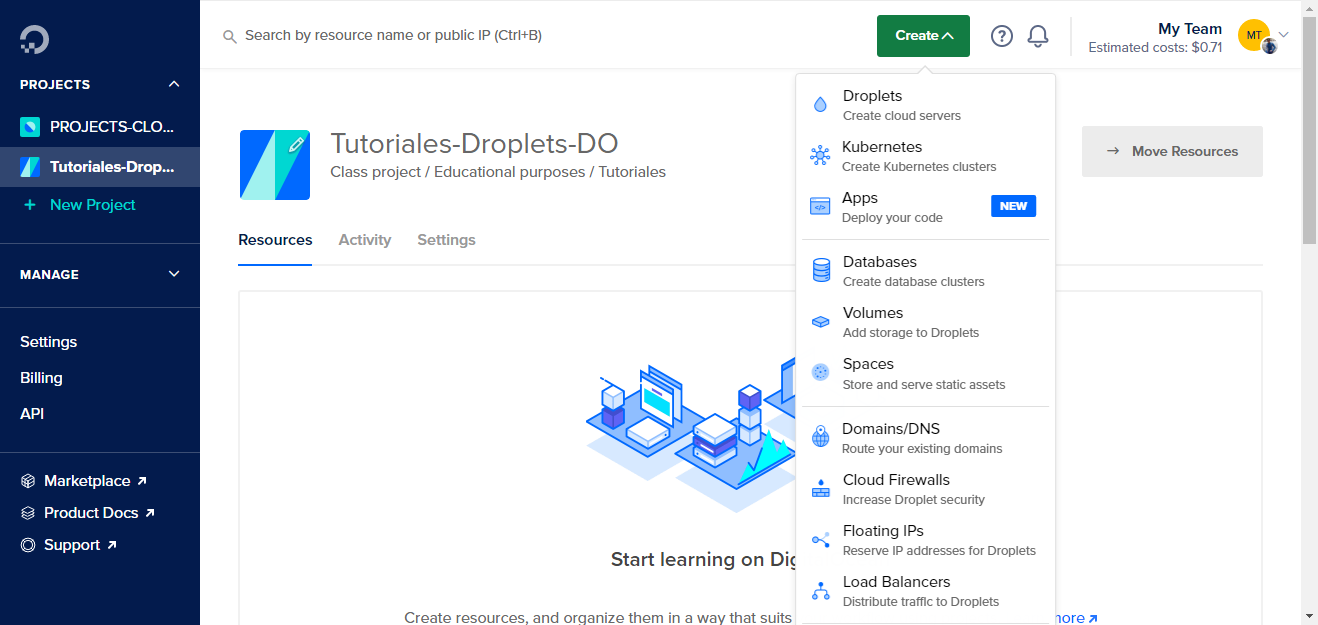 Search by resource name or public IP (Ctrl+B)
Create
My Team
Estimated costs: $0.71
MT
PROJECTS
PROJECTS-CLO...
Tutoriales-Drop...
+ New Project
MANAGE
Settings
Billing
API
Marketplace
Product Docs
Support
Tutoriales-Droplets-DO
Class project / Educational purposes / Tutoriales
→ Move Resources
Resources
Activity
Settings
Droplets
Create cloud servers
Kubernetes
Create Kubernetes clusters
Apps
Deploy your code
NEW
Databases
Create database clusters
Volumes
Add storage to Droplets
Spaces
Store and serve static assets
Domains/DNS
Route your existing domains
Cloud Firewalls
Increase Droplet security
Floating IPs
Reserve IP addresses for Droplets
Load Balancers
Distribute traffic to Droplets
Start learning on Dig
Create resources, and organize them in a way that suits
more